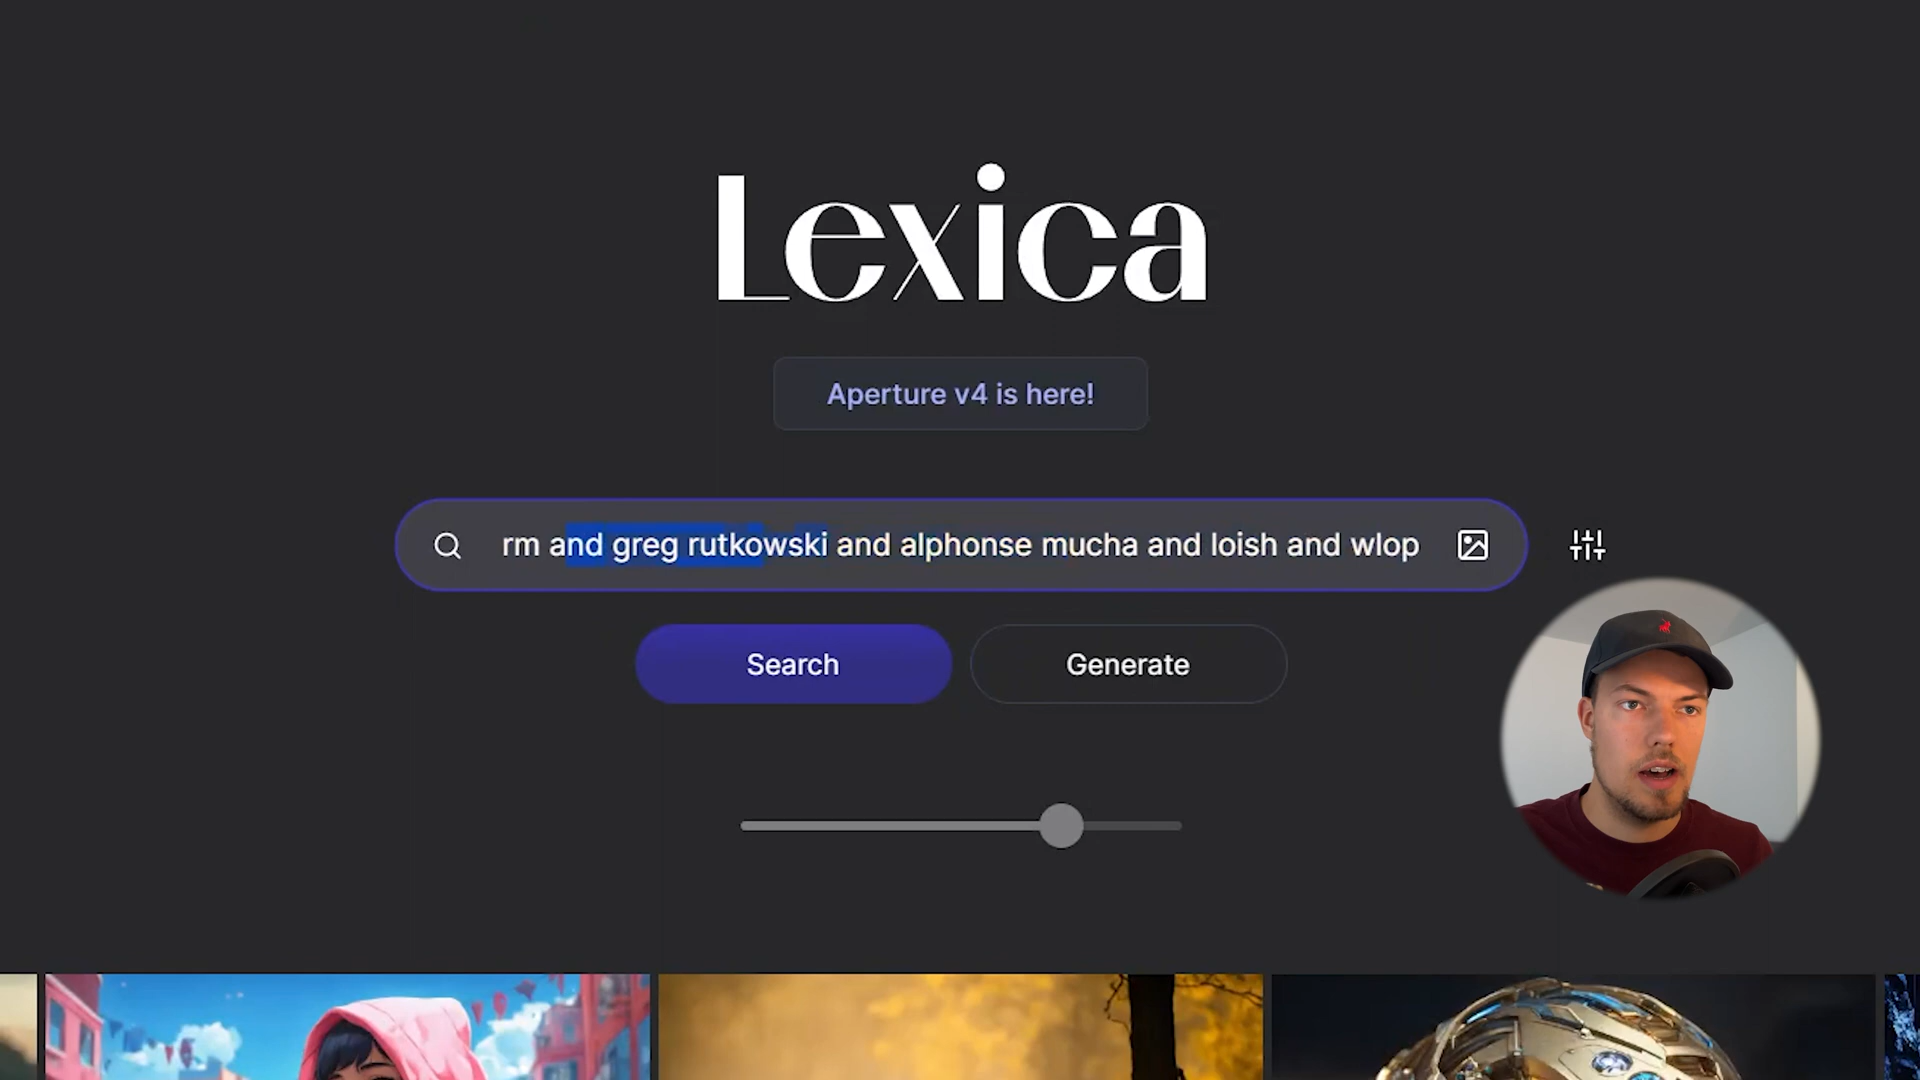 Lexica
Aperture v4 is here!
rm and greg rutkowski and alphonse mucha and loish and wlop
Search
Generate